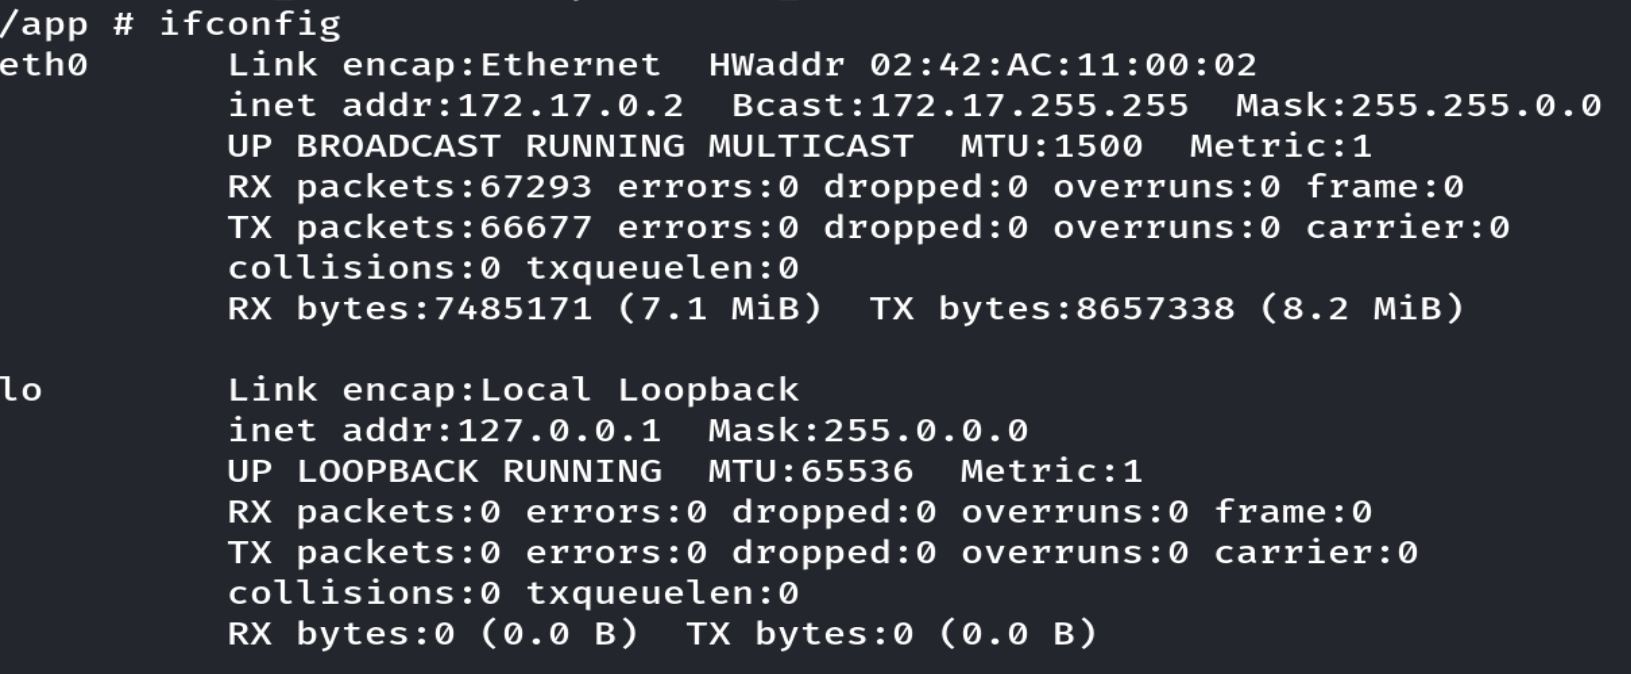 /app # ifconfig
eth0      Link encap:Ethernet  HWaddr 02:42:AC:11:00:02
          inet addr:172.17.0.2  Bcast:172.17.255.255  Mask:255.255.0.0
          UP BROADCAST RUNNING MULTICAST  MTU:1500  Metric:1
          RX packets:67293 errors:0 dropped:0 overruns:0 frame:0
          TX packets:66677 errors:0 dropped:0 overruns:0 carrier:0
          collisions:0 txqueuelen:0
          RX bytes:7485171 (7.1 MiB)  TX bytes:8657338 (8.2 MiB)

lo        Link encap:Local Loopback
          inet addr:127.0.0.1  Mask:255.0.0.0
          UP LOOPBACK RUNNING  MTU:65536  Metric:1
          RX packets:0 errors:0 dropped:0 overruns:0 frame:0
          TX packets:0 errors:0 dropped:0 overruns:0 carrier:0
          collisions:0 txqueuelen:0
          RX bytes:0 (0.0 B)  TX bytes:0 (0.0 B)